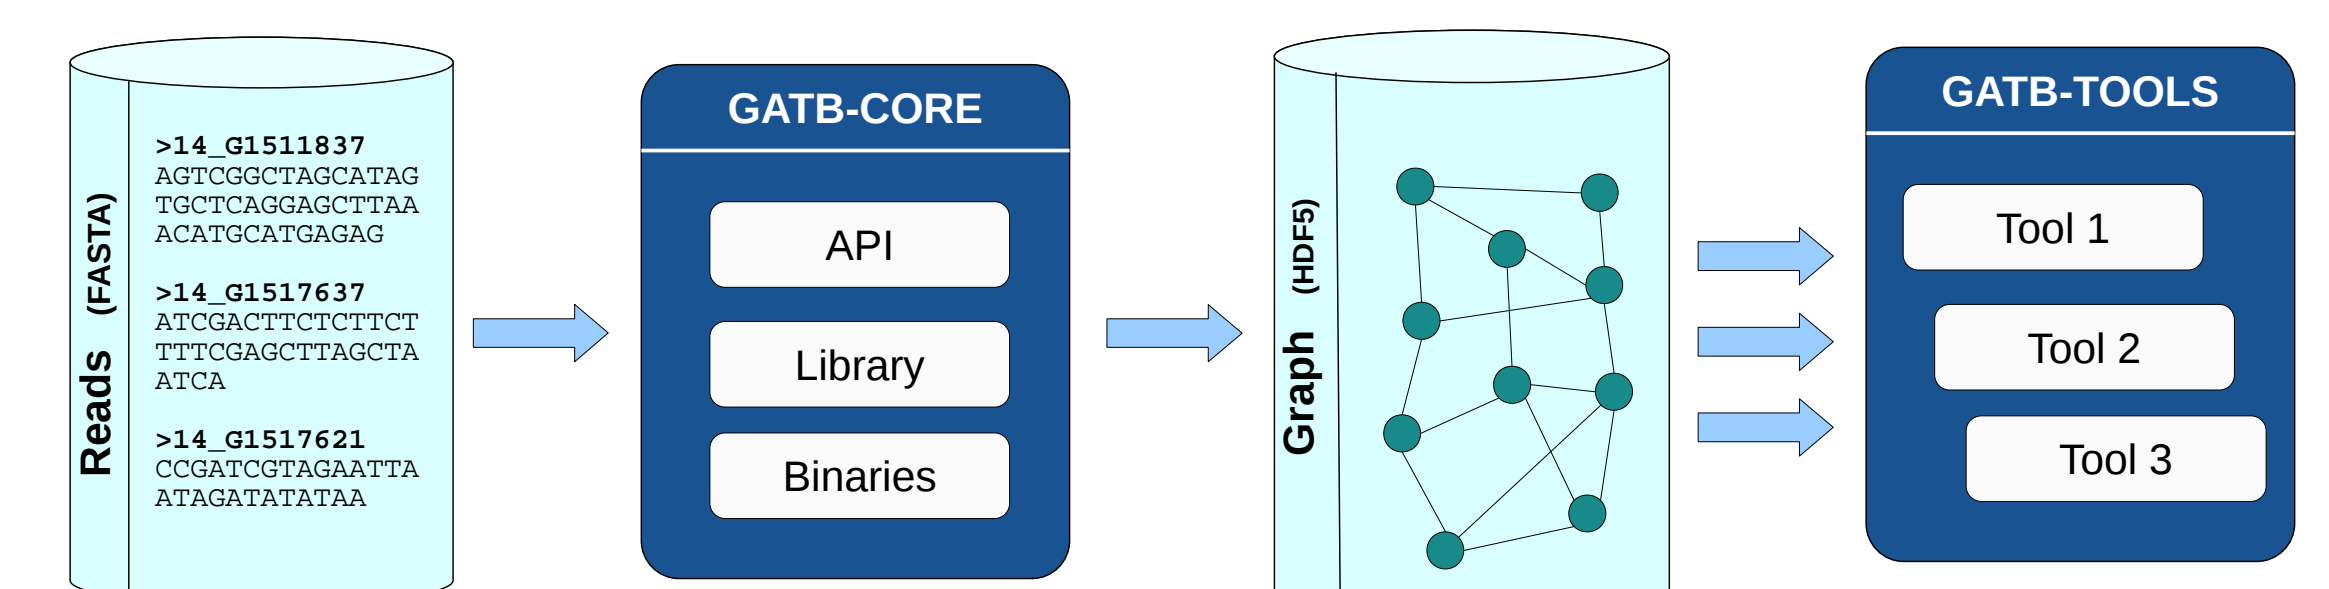 Reads (FASTA)
>14_G1511837
AGTCGGCTAGCATAG
TGCTCAGGAGCTTAA
ACATGCATGAGAG
>14_G1517637
ATCGACTTCTCTTCT
TTTCGAGCTTAGCTA
ATCA
>14_G1517621
CCGATCGTAGAATTA
ATAGATATATAA
GATB-CORE
API
Library
Binaries
Graph (HDF5)
GATB-TOOLS
Tool 1
Tool 2
Tool 3